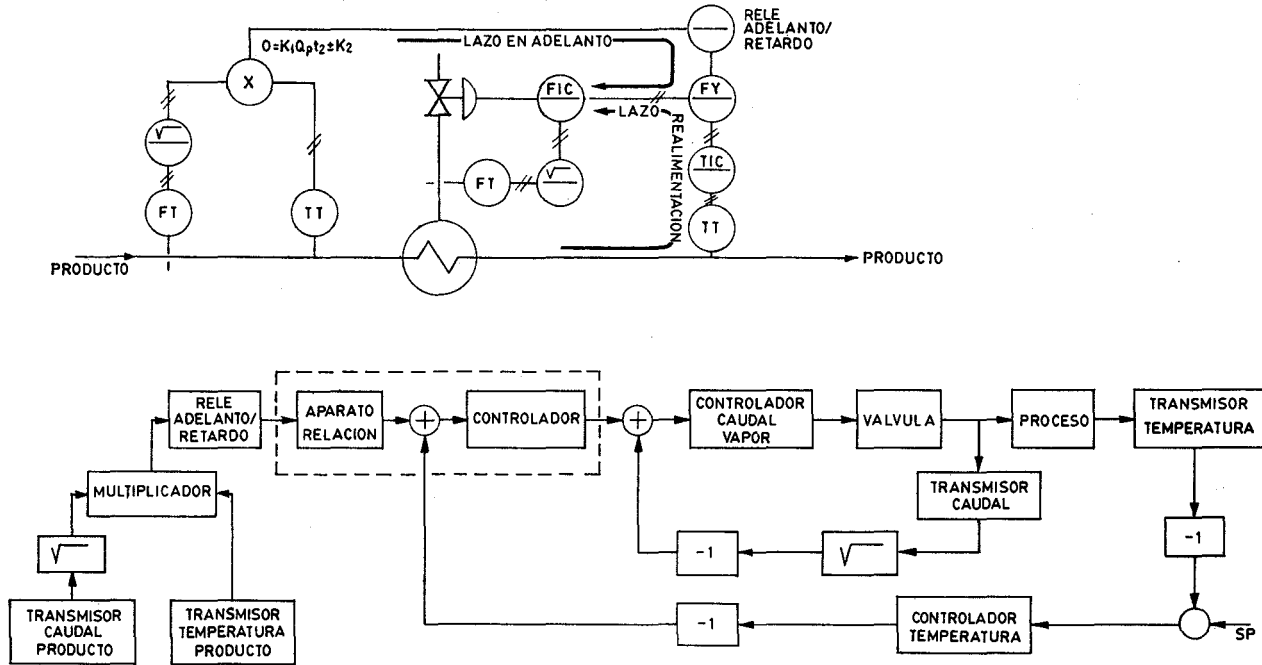 RELE
ADELANTO/
RETARDO
O=K₁Qₚt₂±K₂
LAZO EN ADELANTO
X
FIC
FY
LAZO
REALIMENTACION
√
TIC
FT
√
FT
TT
TT
PRODUCTO
PRODUCTO
RELE
ADELANTO/
RETARDO
APARATO
RELACION
+
CONTROLADOR
+
CONTROLADOR
CAUDAL
VAPOR
VALVULA
PROCESO
TRANSMISOR
TEMPERATURA
MULTIPLICADOR
TRANSMISOR
CAUDAL
√
-1
√
-1
TRANSMISOR
CAUDAL
PRODUCTO
TRANSMISOR
TEMPERATURA
PRODUCTO
-1
CONTROLADOR
TEMPERATURA
SP